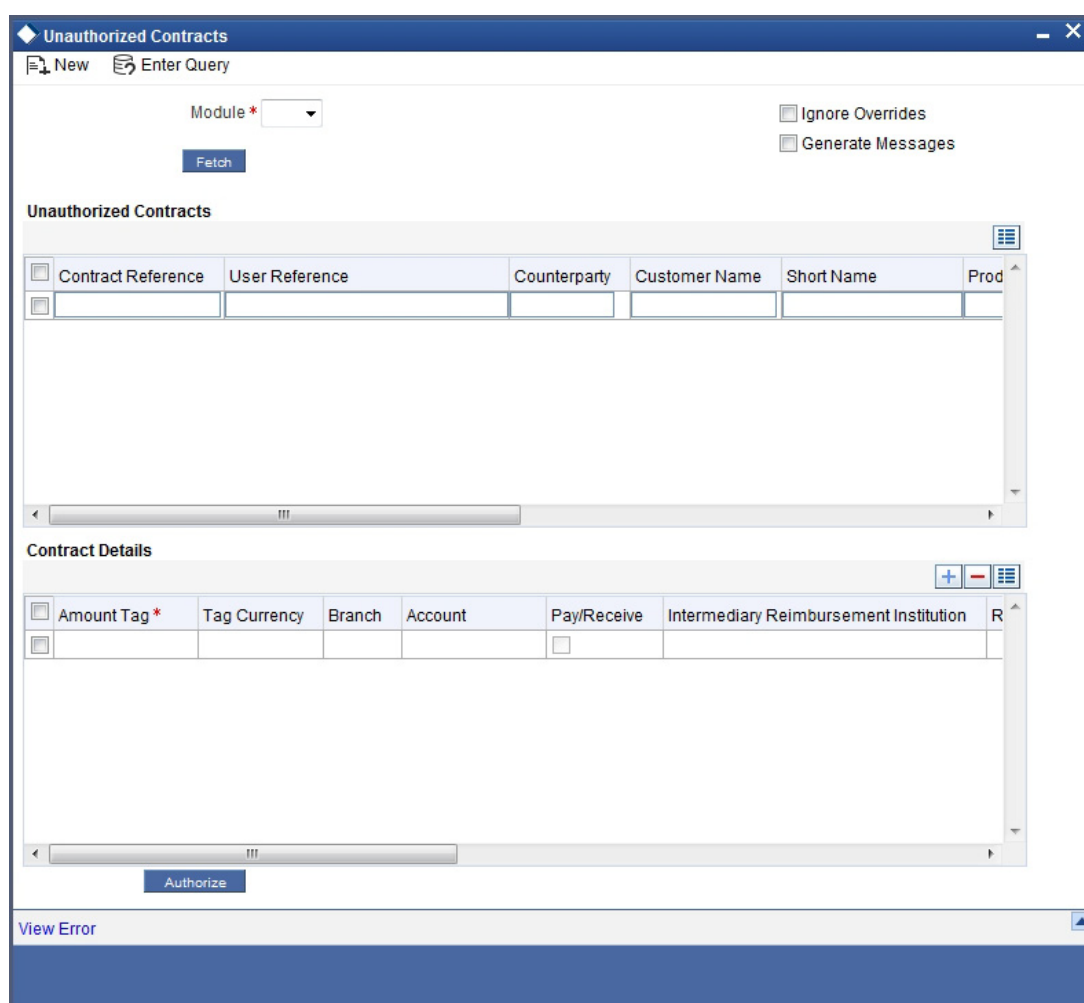 Unauthorized Contracts
New Enter Query
Module * Ignore Overrides
Generate Messages
Fetch
Unauthorized Contracts
Contract Reference User Reference Counterparty Customer Name Short Name Prod
Contract Details
Amount Tag * Tag Currency Branch Account Pay/Receive Intermediary Reimbursement Institution R
Authorize
View Error